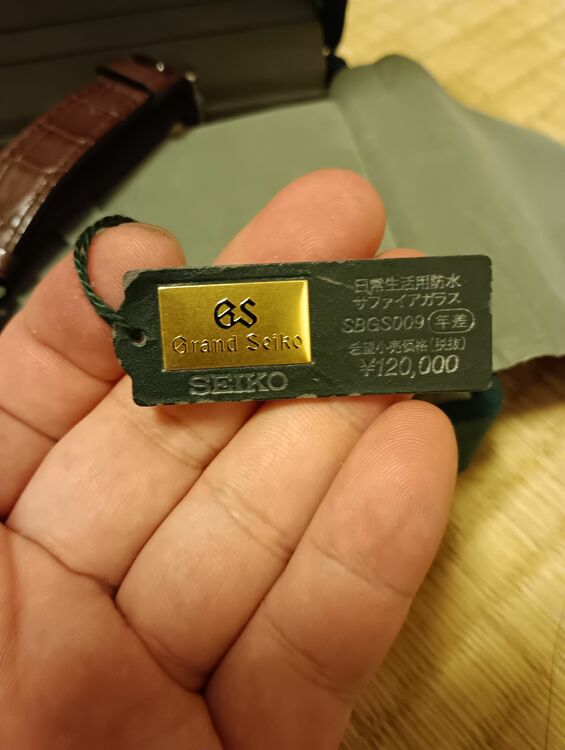 GS
Grand Seiko
SEIKO
日常生活用防水
サファイアガラス
SBGS009 年差
希望小売価格(税抜)
¥120,000